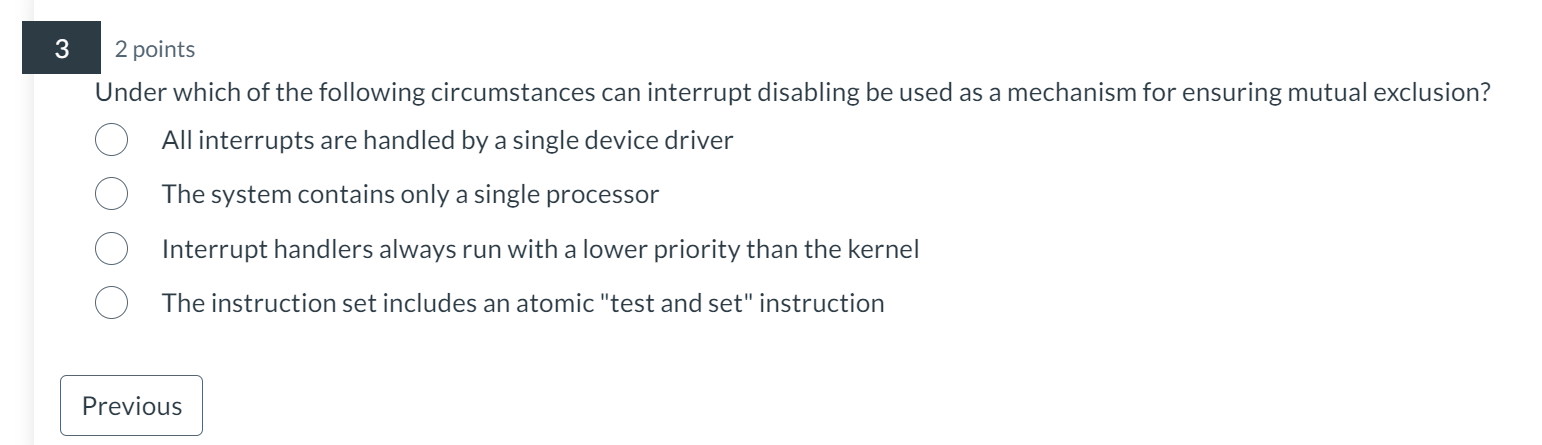 3 2 points
Under which of the following circumstances can interrupt disabling be used as a mechanism for ensuring mutual exclusion?
All interrupts are handled by a single device driver
The system contains only a single processor
Interrupt handlers always run with a lower priority than the kernel
The instruction set includes an atomic "test and set" instruction
Previous